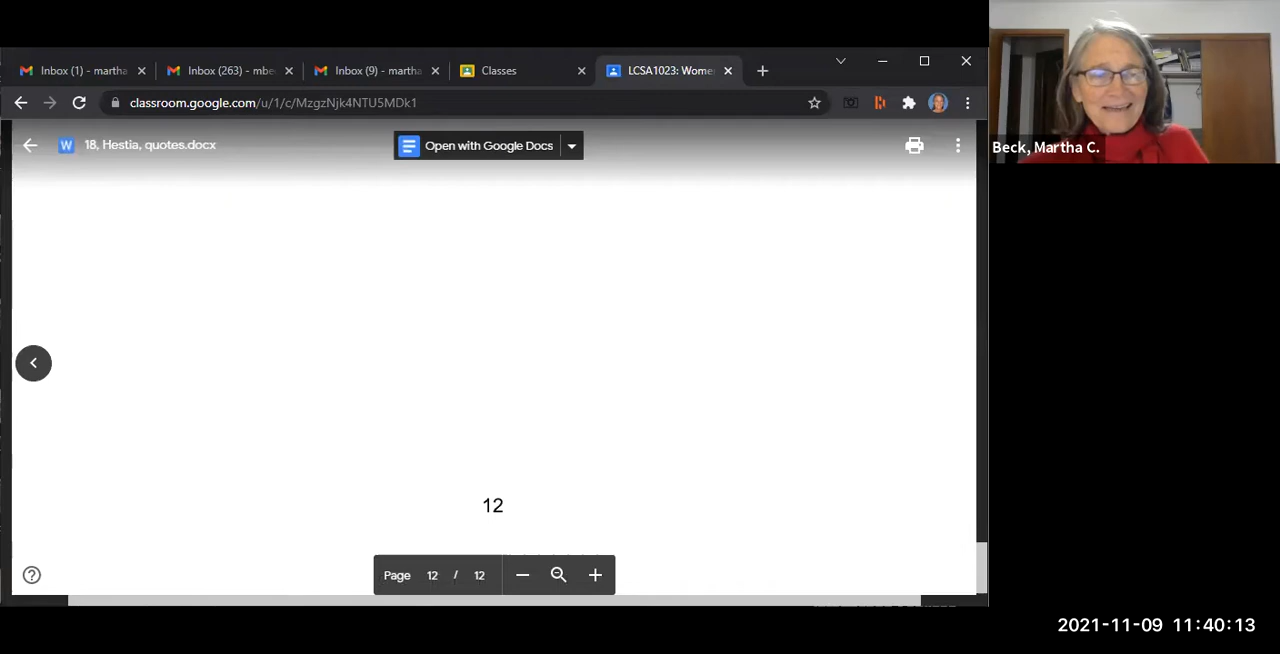 Inbox (1) - martha
Inbox (263) - mbe
Inbox (9) - martha
Classes
LCSA1023: Wome
classroom.google.com/u/1/c/MzgzNjk4NTU5MDk1
W
18, Hestia, quotes.docx
Open with Google Docs
Beck, Martha C.
12
Page 12 / 12
2021-11-09 11:40:13